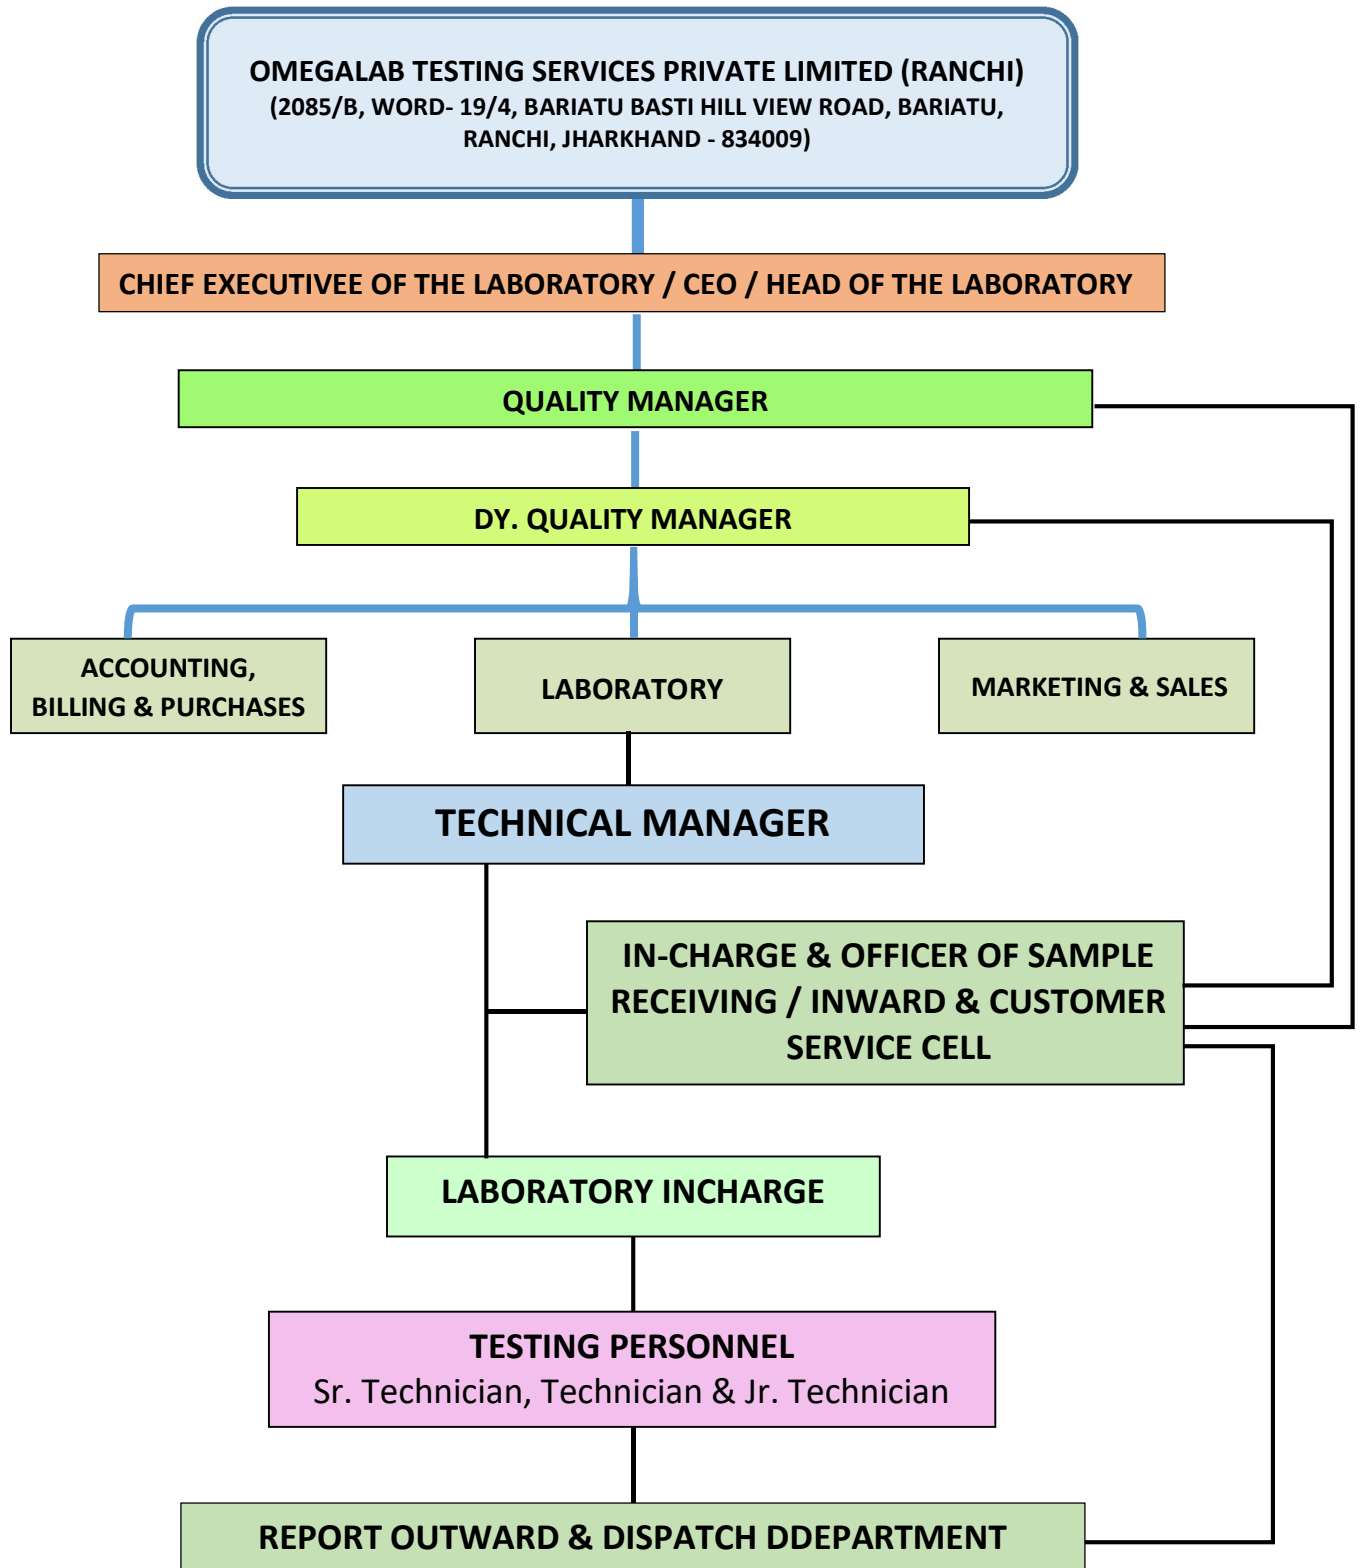 OMEGALAB TESTING SERVICES PRIVATE LIMITED (RANCHI)
(2085/B, WORD- 19/4, BARIATU BASTI HILL VIEW ROAD, BARIATU,
RANCHI, JHARKHAND - 834009)
CHIEF EXECUTIVEE OF THE LABORATORY / CEO / HEAD OF THE LABORATORY
QUALITY MANAGER
DY. QUALITY MANAGER
ACCOUNTING,
BILLING & PURCHASES
LABORATORY
MARKETING & SALES
TECHNICAL MANAGER
IN-CHARGE & OFFICER OF SAMPLE
RECEIVING / INWARD & CUSTOMER
SERVICE CELL
LABORATORY INCHARGE
TESTING PERSONNEL
Sr. Technician, Technician & Jr. Technician
REPORT OUTWARD & DISPATCH DDEPARTMENT